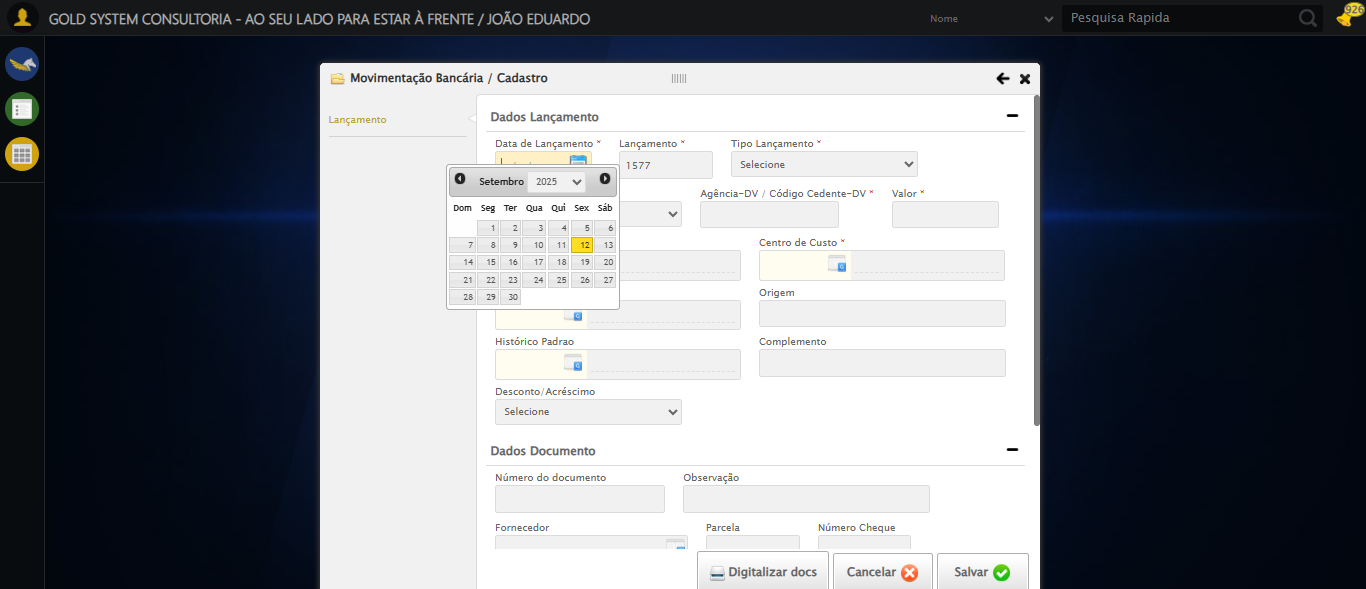 GOLD SYSTEM CONSULTORIA - AO SEU LADO PARA ESTAR À FRENTE / JOÃO EDUARDO
Nome
Pesquisa Rapida
926
Movimentação Bancária / Cadastro
Lançamento
Dados Lançamento
Data de Lançamento *
Lançamento *
Tipo Lançamento *
1577
Selecione
Setembro
2025
Dom Seg Ter Qua Qui Sex Sáb
1 2 3 4 5 6
7 8 9 10 11 12 13
14 15 16 17 18 19 20
21 22 23 24 25 26 27
28 29 30
Agência-DV / Código Cedente-DV *
Valor *
Centro de Custo *
Origem
Histórico Padrao
Complemento
Desconto/Acréscimo
Selecione
Dados Documento
Número do documento
Observação
Fornecedor
Parcela
Número Cheque
Digitalizar docs
Cancelar
Salvar